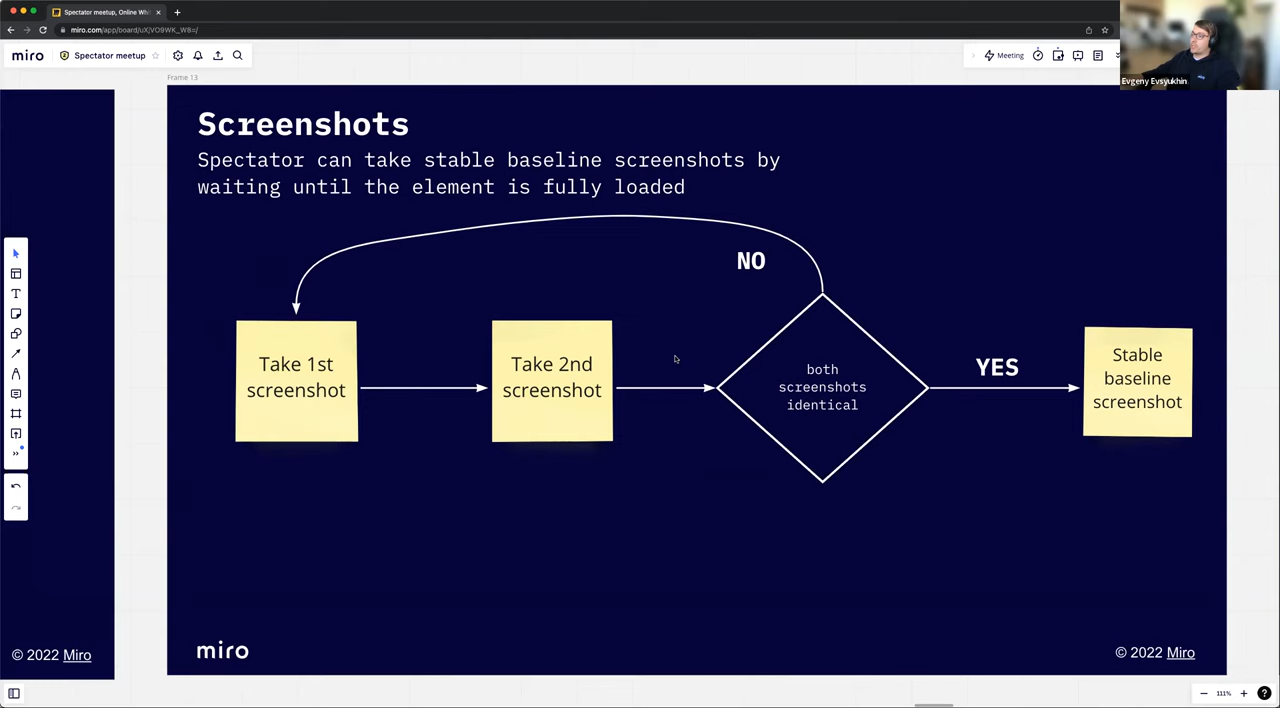 Spectator meetup, Online Whi
miro.com/app/board/uXjVO9WK_W8=/
miro
Spectator meetup
Meeting
Evgeny Evsyukhin
Frame 13
Screenshots
Spectator can take stable baseline screenshots by
waiting until the element is fully loaded
NO
Take 1st
screenshot
Take 2nd
screenshot
both
screenshots
identical
YES
Stable
baseline
screenshot
© 2022 Miro
miro
© 2022 Miro
111%